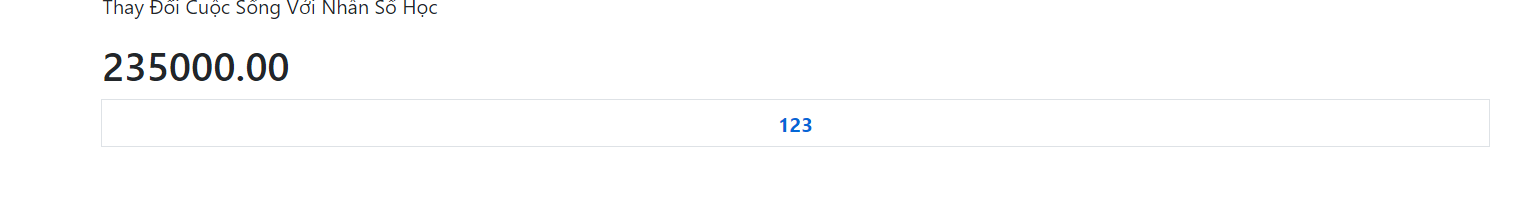 Thay Đổi Cuộc Sống Với Nhân Số Học
235000.00
123